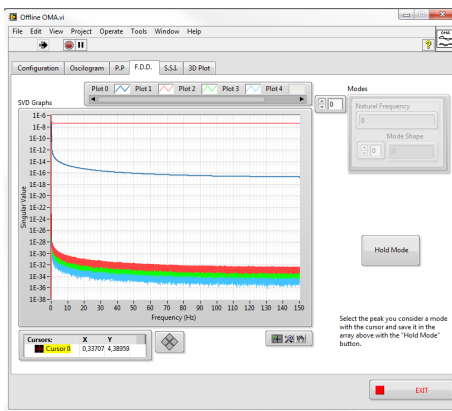 Offline OMA.vi
File Edit View Project Operate Tools Window Help
OMA
Configuration Oscilogram P.P F.D.D. S.S.I. 3D Plot
Plot 0 Plot 1 Plot 2 Plot 3 Plot 4
SVD Graphs
0
Modes
Natural Frequency
0
Mode Shape
0 0
Singular Value
1E-6
1E-8
1E-10
1E-12
1E-14
1E-16
1E-18
1E-20
1E-22
1E-24
1E-26
1E-28
1E-30
1E-32
1E-34
1E-36
1E-38
0 10 20 30 40 50 60 70 80 90 100 110 120 130 140 150
Frequency (Hz)
Hold Mode
Select the peak you consider a mode
with the cursor and save it in the
array above with the "Hold Mode"
button.
Cursors: X Y
Cursor 0 0,33707 4,38959
EXIT